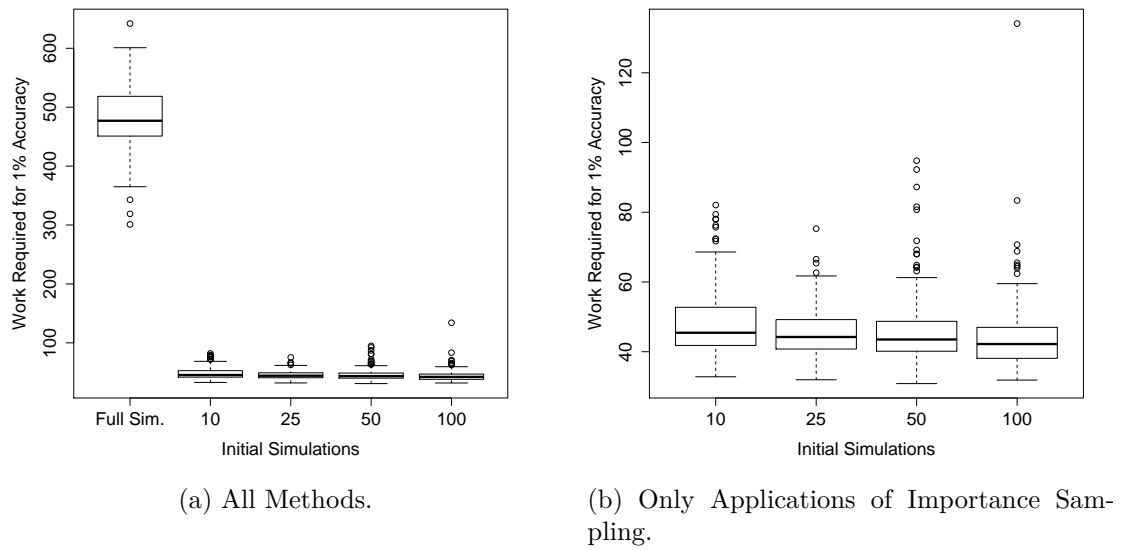 Work Required for 1% Accuracy
600
500
400
300
200
100
Full Sim.
10
25
50
100
Initial Simulations
(a) All Methods.
Work Required for 1% Accuracy
120
100
80
60
40
10
25
50
100
Initial Simulations
(b) Only Applications of Importance Sam-
pling.